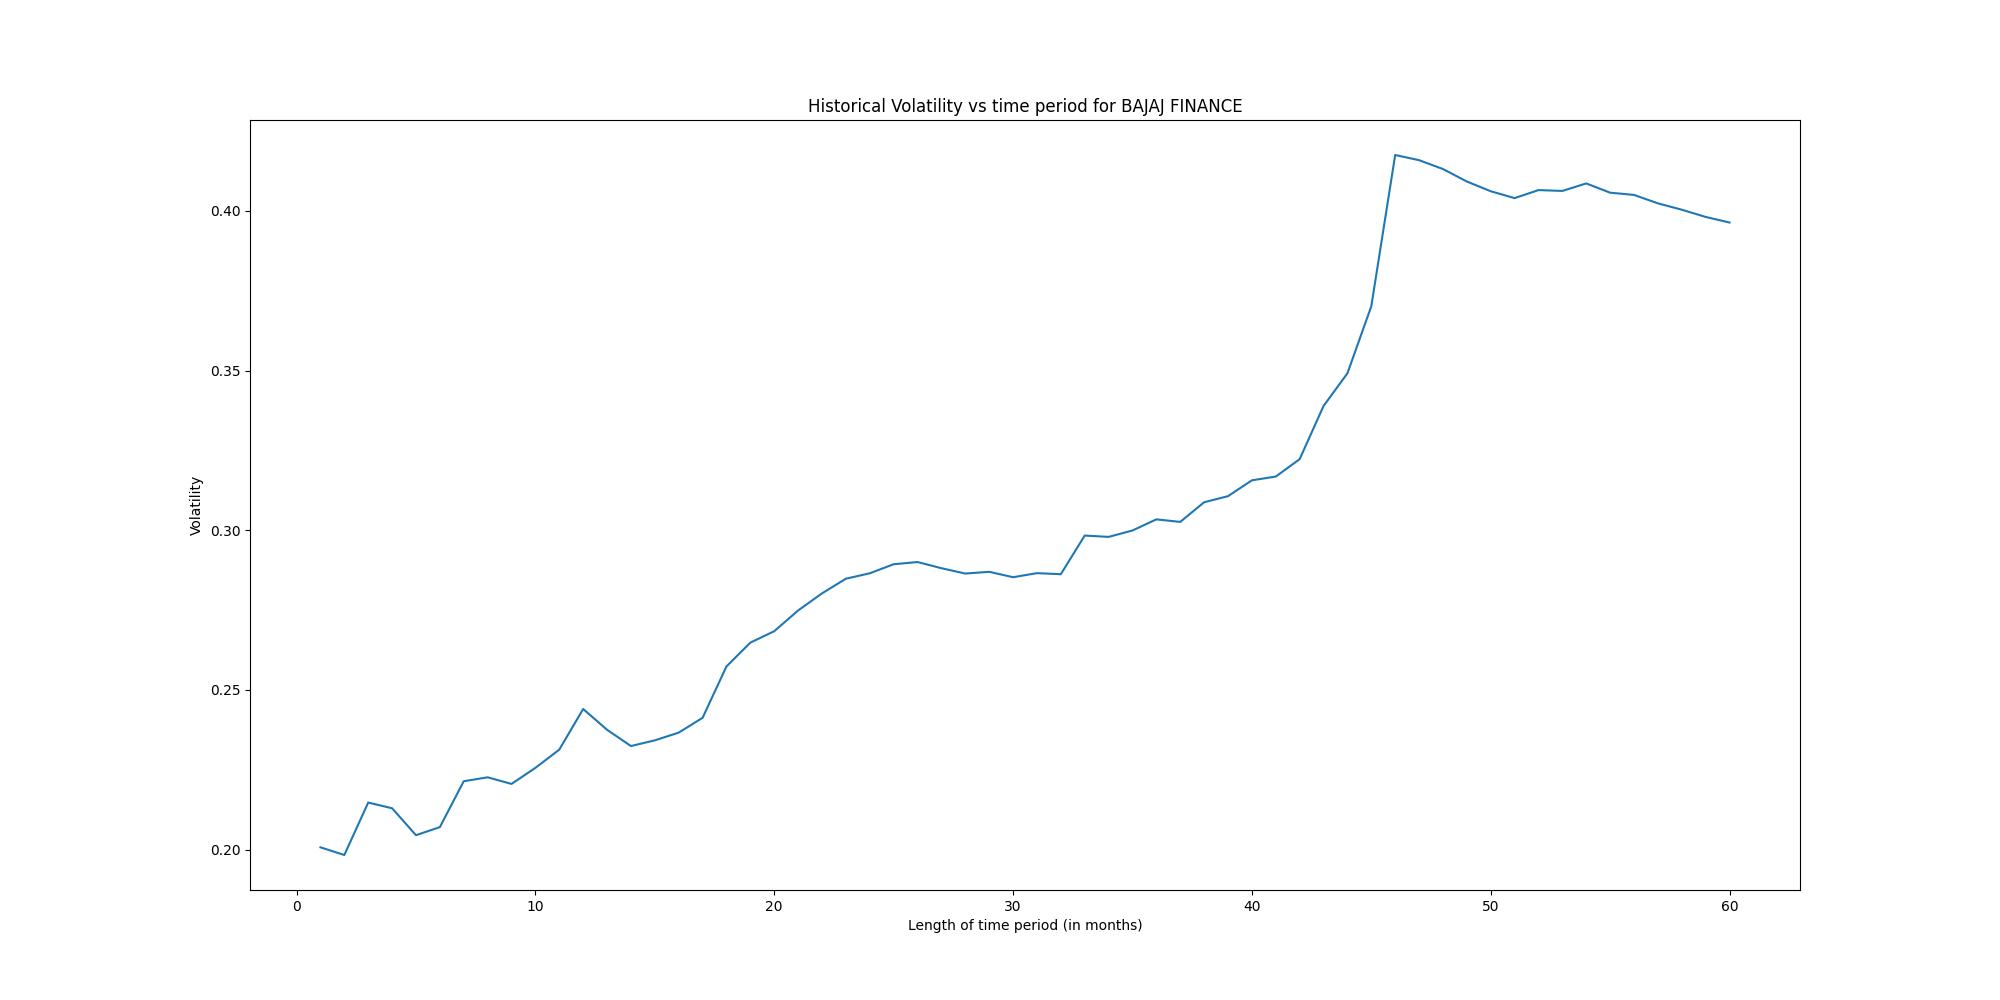 Historical Volatility vs time period for BAJAJ FINANCE
0.40
0.35
0.30
0.25
0.20
Volatility
0 10 20 30 40 50 60
Length of time period (in months)